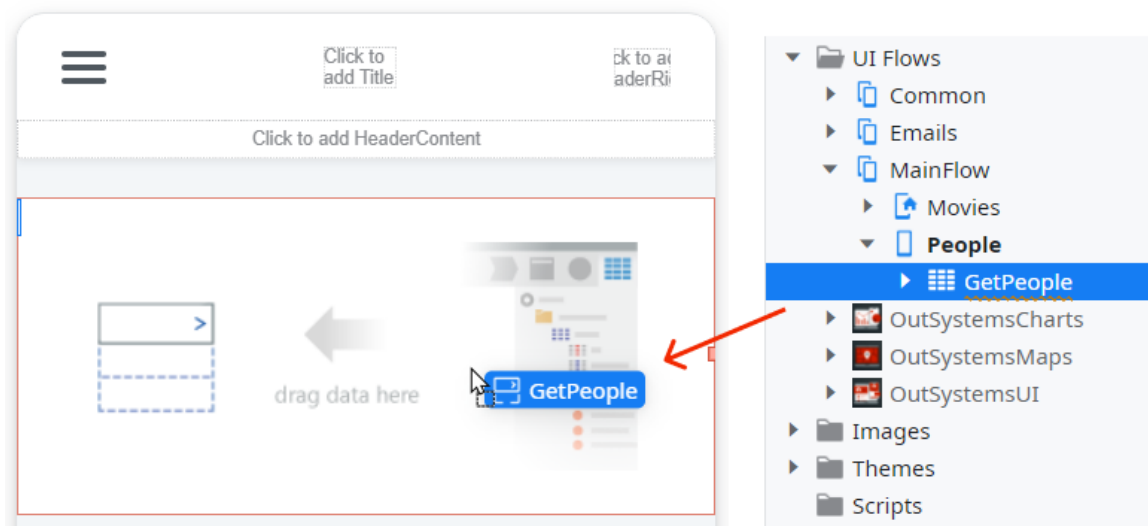 Click to
add Title
ck to a
aderRi
Click to add HeaderContent
drag data here
GetPeople
UI Flows
Common
Emails
MainFlow
Movies
People
GetPeople
OutSystemsCharts
OutSystemsMaps
OutSystemsUI
Images
Themes
Scripts